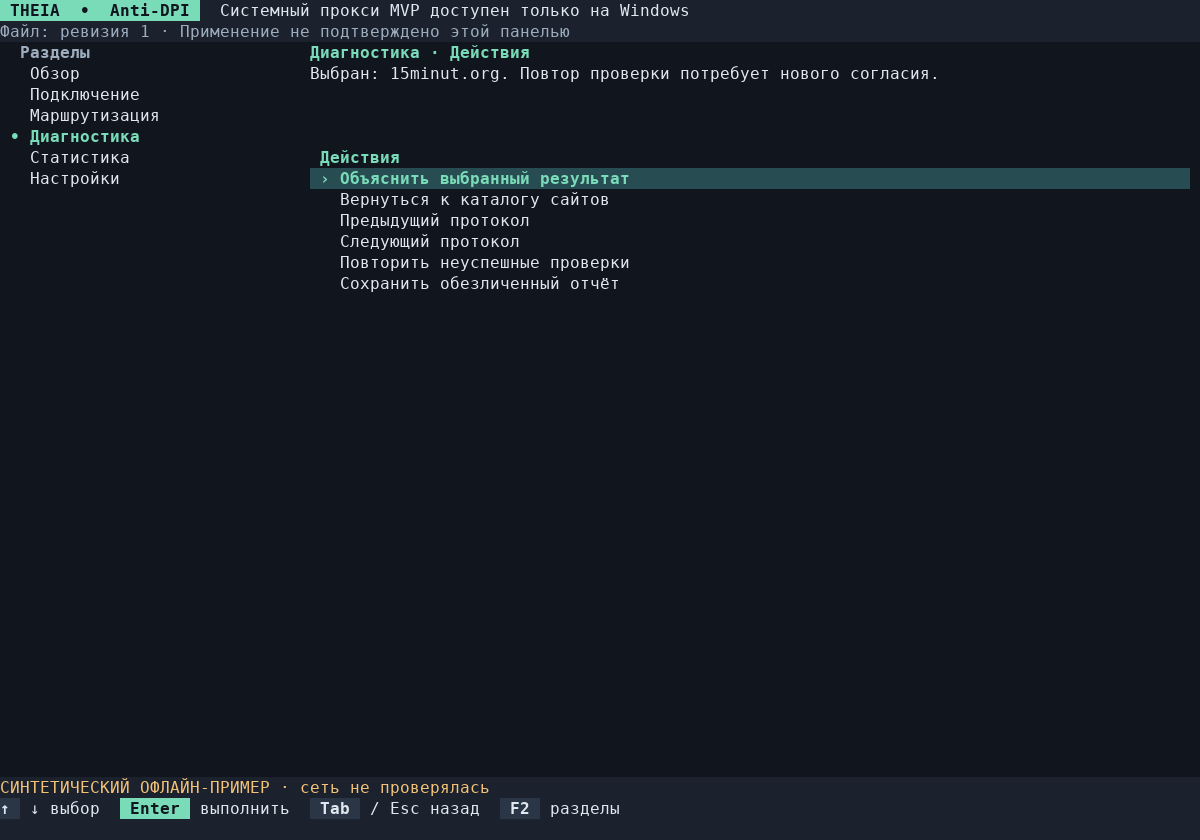 THEIA • Anti-DPI Системный прокси MVP доступен только на Windows
Файл: ревизия 1 · Применение не подтверждено этой панелью
Разделы
Обзор
Подключение
Маршрутизация
• Диагностика
Статистика
Настройки
Диагностика · Действия
Выбран: 15minut.org. Повтор проверки потребует нового согласия.
Действия
› Объяснить выбранный результат
Вернуться к каталогу сайтов
Предыдущий протокол
Следующий протокол
Повторить неуспешные проверки
Сохранить обезличенный отчёт
СИНТЕТИЧЕСКИЙ ОФЛАЙН-ПРИМЕР · сеть не проверялась
↑ ↓ выбор Enter выполнить Tab / Esc назад F2 разделы